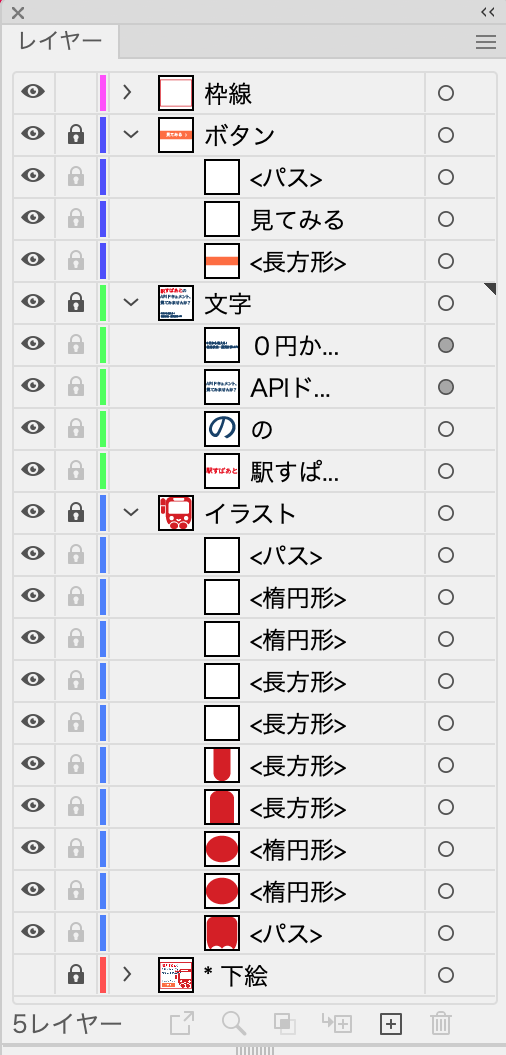 レイヤー
枠線
ボタン
<パス>
見てみる
<長方形>
文字
０円か...
APIド...
の
駅すぱ...
イラスト
<パス>
<楕円形>
<楕円形>
<長方形>
<長方形>
<長方形>
<長方形>
<楕円形>
<楕円形>
<パス>
* 下絵
5レイヤー